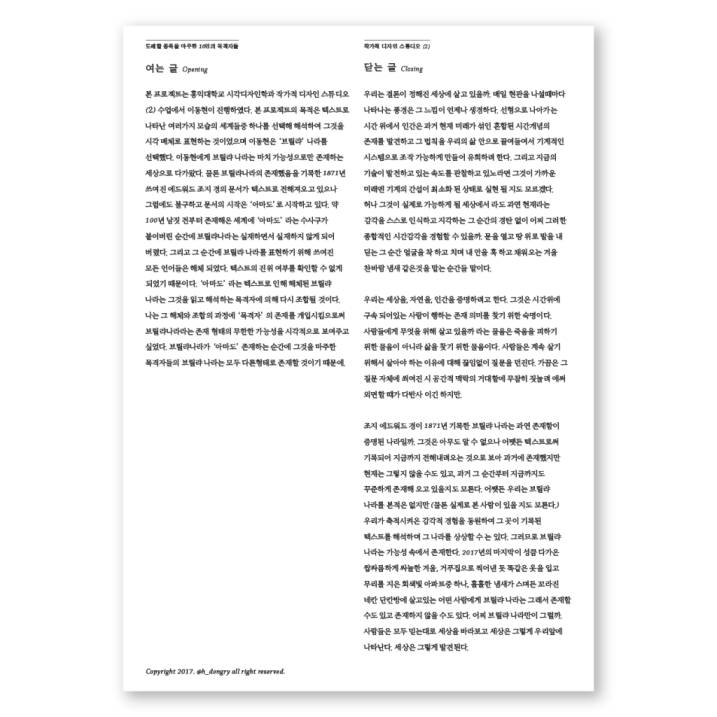 도래할 종족을 마주한 10인의 목격자들
여는 글 Opening
본 프로젝트는 홍익대학교 시각디자인학과 작가적 디자인 스튜디오
(2) 수업에서 이동현이 진행하였다. 본 프로젝트의 목적은 텍스트로
나타난 여러가지 모습의 세계들중 하나를 선택해 해석하여 그것을
시각 매체로 표현하는 것이였으며 이동현은 ‘브릴랴’ 나라를
선택했다. 이동현에게 브릴랴 나라는 마치 가능성으로만 존재하는
세상으로 다가왔다. 물론 브릴랴나라의 존재했음을 기록한 1871년
쓰여진 에드워드 조지 경의 문서가 텍스트로 전해져오고 있으나
그럼에도 불구하고 문서의 시작은 ‘아마도’로 시작하고 있다. 약
100년 남짓 전부터 존재해온 세계에 ‘아마도’ 라는 수사구가
붙어버린 순간에 브릴랴나라는 실재하면서 실재하지 않게 되어
버렸다. 그리고 그 순간에 브릴랴 나라를 표현하기 위해 쓰여진
모든 언어들은 해체 되었다. 텍스트의 진위 여부를 확인할 수 없게
되었기 때문이다. ‘아마도’ 라는 텍스트로 인해 해체된 브릴랴
나라는 그것을 읽고 해석하는 목격자에 의해 다시 조합될 것이다.
나는 그 해체와 조합의 과정에 ‘목격자’ 의 존재를 개입시킴으로써
브릴랴나라라는 존재 형태의 무한한 가능성을 시각적으로 보여주고
싶었다. 브릴랴나라가 ‘아마도’ 존재하는 순간에 그것을 마주한
목격자들의 브릴랴 나라는 모두 다른형태로 존재할 것이기 때문에.
Copyright 2017. @h_dongry all right reserved.
작가적 디자인 스튜디오 (2)
닫는 글 Closing
우리는 결론이 정해진 세상에 살고 있을까. 매일 현관을 나설때마다
나타나는 풍경은 그 느낌이 언제나 생경하다. 선형으로 나아가는
시간 위에서 인간은 과거 현재 미래가 섞인 혼합된 시간개념의
존재를 발견하고 그 법칙을 우리의 삶 안으로 끌여들여서 기계적인
시스템으로 조작 가능하게 만들어 유희하려 한다. 그리고 지금의
기술이 발전하고 있는 속도를 관찰하고 있노라면 그것이 가까운
미래엔 기계의 간섭이 최소화 된 상태로 실현 될 지도 모르겠다.
허나 그것이 실제로 가능하게 될 세상에서 라도 과연 현재라는
감각을 스스로 인식하고 지각하는 그 순간의 경탄 없이 어찌 그러한
종합적인 시간감각을 경험할 수 있을까. 문을 열고 땅 위로 발을 내
딛는 그 순간 얼굴을 착 하고 치며 내 안을 훅 하고 채워오는 겨울
찬바람 냄새 같은것을 맡는 순간들 말이다.
우리는 세상을, 자연을, 인간을 증명하려고 한다. 그것은 시간위에
구속 되어있는 사람이 행하는 존재 의미를 찾기 위한 숙명이다.
사람들에게 무엇을 위해 살고 있을까 라는 물음은 죽음을 피하기
위한 물음이 아니라 삶을 찾기 위한 물음이다. 사람들은 계속 살기
위해서 살아야 하는 이유에 대해 끊임없이 질문을 던진다. 가끔은 그
질문 자체에 씌여진 시 공간적 맥락의 거대함에 무참히 짓눌려 애써
외면할 때가 다반사 이긴 하지만.
조지 에드워드 경이 1871년 기록한 브릴랴 나라는 과연 존재함이
증명된 나라일까. 그것은 아무도 알 수 없으나 어쨋든 텍스트로써
기록되어 지금까지 전해내려오는 것으로 보아 과거에 존재했지만
현재는 그렇지 않을 수도 있고, 과거 그 순간부터 지금까지도
꾸준하게 존재해 오고 있을지도 모른다. 어쨋든 우리는 브릴랴
나라를 본적은 없지만 (물론 실제로 본 사람이 있을 지도 모른다.)
우리가 축적시켜온 감각적 경험을 동원하여 그 곳이 기록된
텍스트를 해석하며 그 나라를 상상할 수 는 있다. 그러므로 브릴랴
나라는 가능성 속에서 존재한다. 2017년의 마지막이 성큼 다가온
쌉싸름하게 싸늘한 겨울, 거푸집으로 찍어낸 듯 똑같은 옷을 입고
무리를 지은 회색빛 아파트중 하나, 흘흘한 냄새가 스며든 꼬라진
네칸 단칸방에 살고있는 어떤 사람에게 브릴랴 나라는 그래서 존재할
수도 있고 존재하지 않을 수도 있다. 어찌 브릴랴 나라만이 그럴까.
사람들은 모두 믿는대로 세상을 바라보고 세상은 그렇게 우리앞에
나타난다. 세상은 그렇게 발견된다.